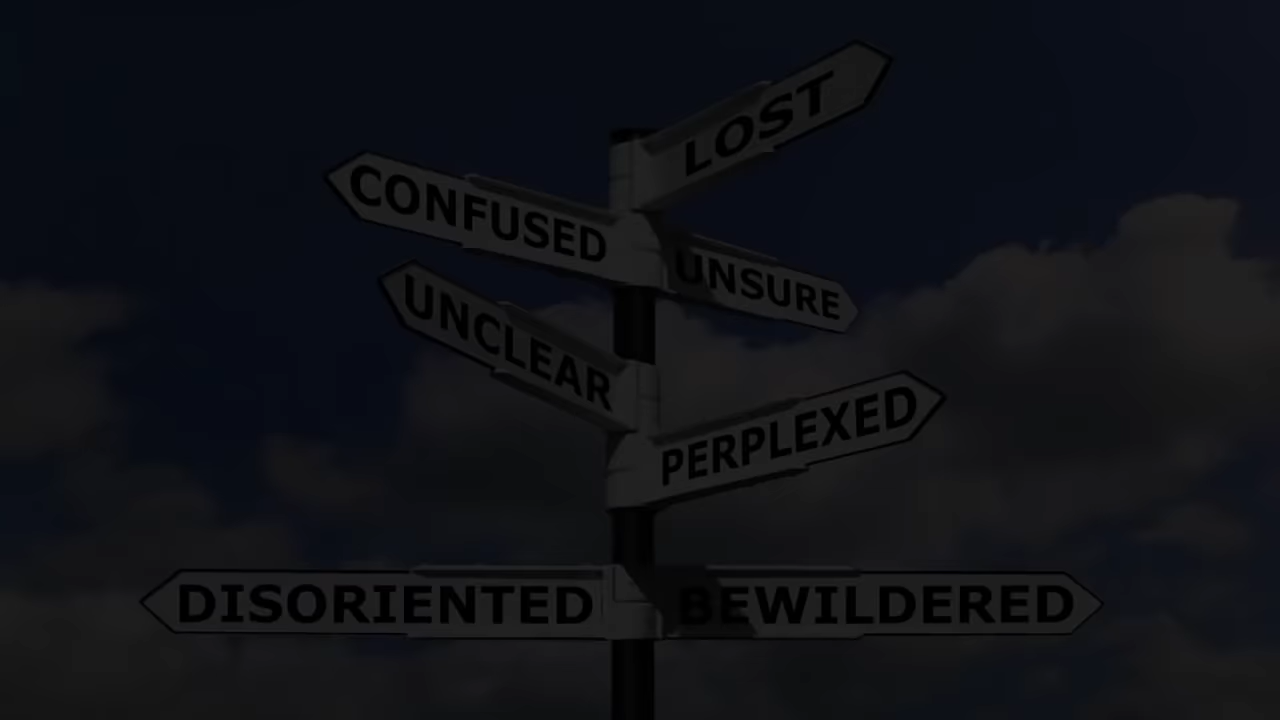 LOST
CONFUSED
UNSURE
UNCLEAR
PERPLEXED
DISORIENTED
BEWILDERED